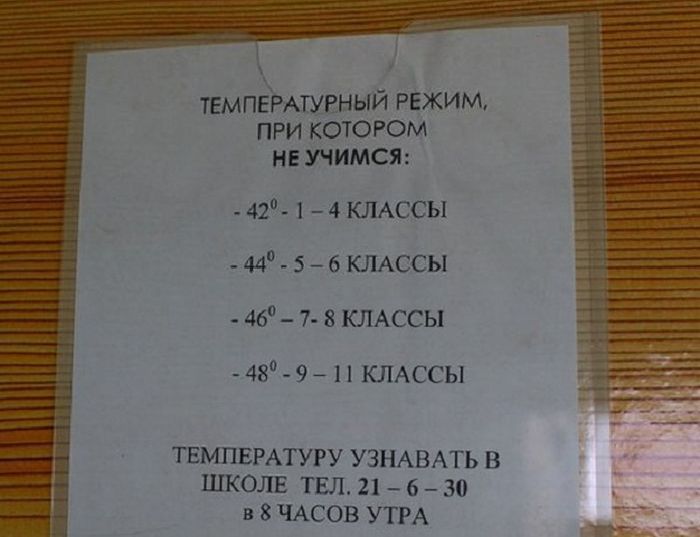 ТЕМПЕРАТУРНЫЙ РЕЖИМ,
ПРИ КОТОРОМ
НЕ УЧИМСЯ:
- 42⁰ - 1 – 4 КЛАССЫ
- 44⁰ - 5 – 6 КЛАССЫ
- 46⁰ – 7- 8 КЛАССЫ
- 48⁰ - 9 – 11 КЛАССЫ
ТЕМПЕРАТУРУ УЗНАВАТЬ В
ШКОЛЕ ТЕЛ. 21 – 6 – 30
в 8 ЧАСОВ УТРА